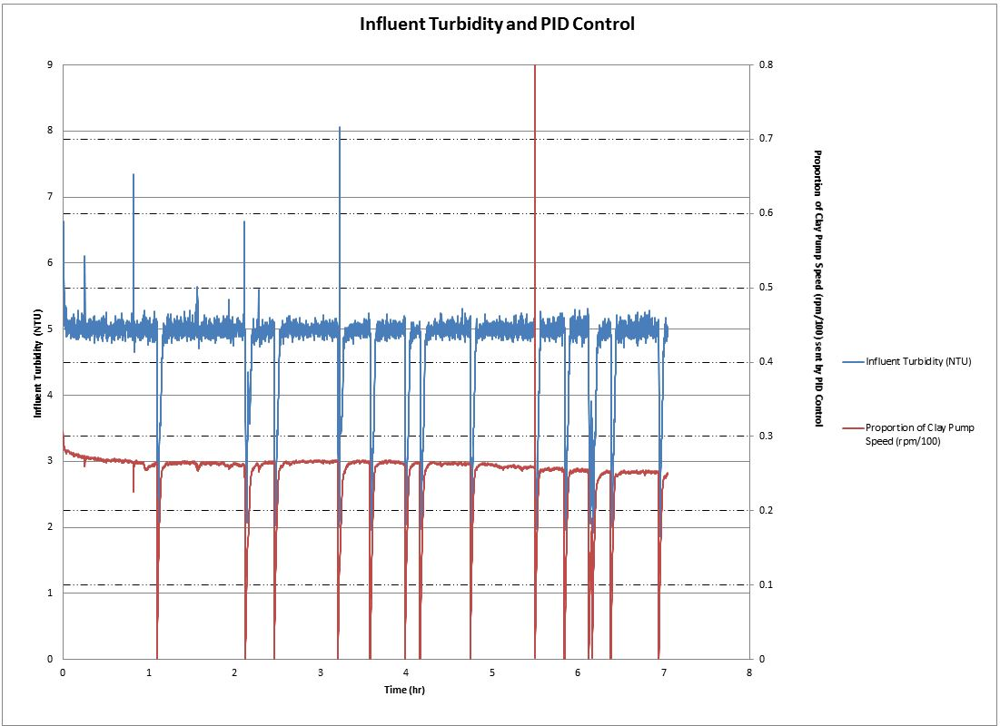 Influent Turbidity and PID Control
9
8
7
6
5
4
3
2
1
0
Influent Turbidity (NTU)
0 1 2 3 4 5 6 7 8
Time (hr)
0.8
0.7
0.6
0.5
0.4
0.3
0.2
0.1
0
Proportion of Clay Pump Speed (rpm/100) sent by PID Control
Influent Turbidity (NTU)
Proportion of Clay Pump
Speed (rpm/100)